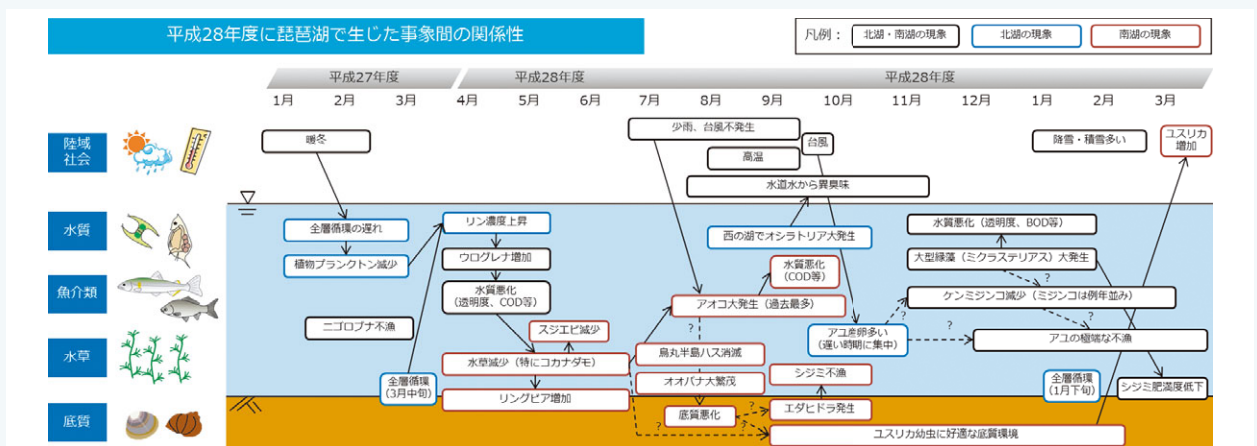 平成28年度に琵琶湖で生じた事象間の関係性
凡例：
北湖・南湖の現象
北湖の現象
南湖の現象
平成27年度
平成28年度
平成28年度
1月 2月 3月 4月 5月 6月 7月 8月 9月 10月 11月 12月 1月 2月 3月
陸域
社会
暖冬
少雨、台風不発生
高温
台風
水道水から異臭味
降雪・積雪多い
ユスリカ
増加
水質
全層循環の遅れ
植物プランクトン減少
リン濃度上昇
ウログレナ増加
水質悪化
（透明度、COD等）
西の湖でオシラトリア大発生
水質悪化
（COD等）
水質悪化（透明度、BOD等）
大型緑藻（ミクラステリアス）大発生
?
魚介類
アオコ大発生（過去最多）
ケンミジンコ減少（ミジンコは例年並み）
ニゴロブナ不漁
スジエビ減少
?
アユ産卵多い
（遅い時期に集中）
?
?
?
アユの極端な不漁
水草
水草減少（特にコカナダモ）
烏丸半島ハス消滅
オオバナ大繁茂
シジミ不漁
全層循環
（3月中旬）
リングビア増加
全層循環
（1月下旬）
シジミ肥満度低下
底質
底質悪化
?
エダヒドラ発生
?
?
ユスリカ幼虫に好適な底質環境